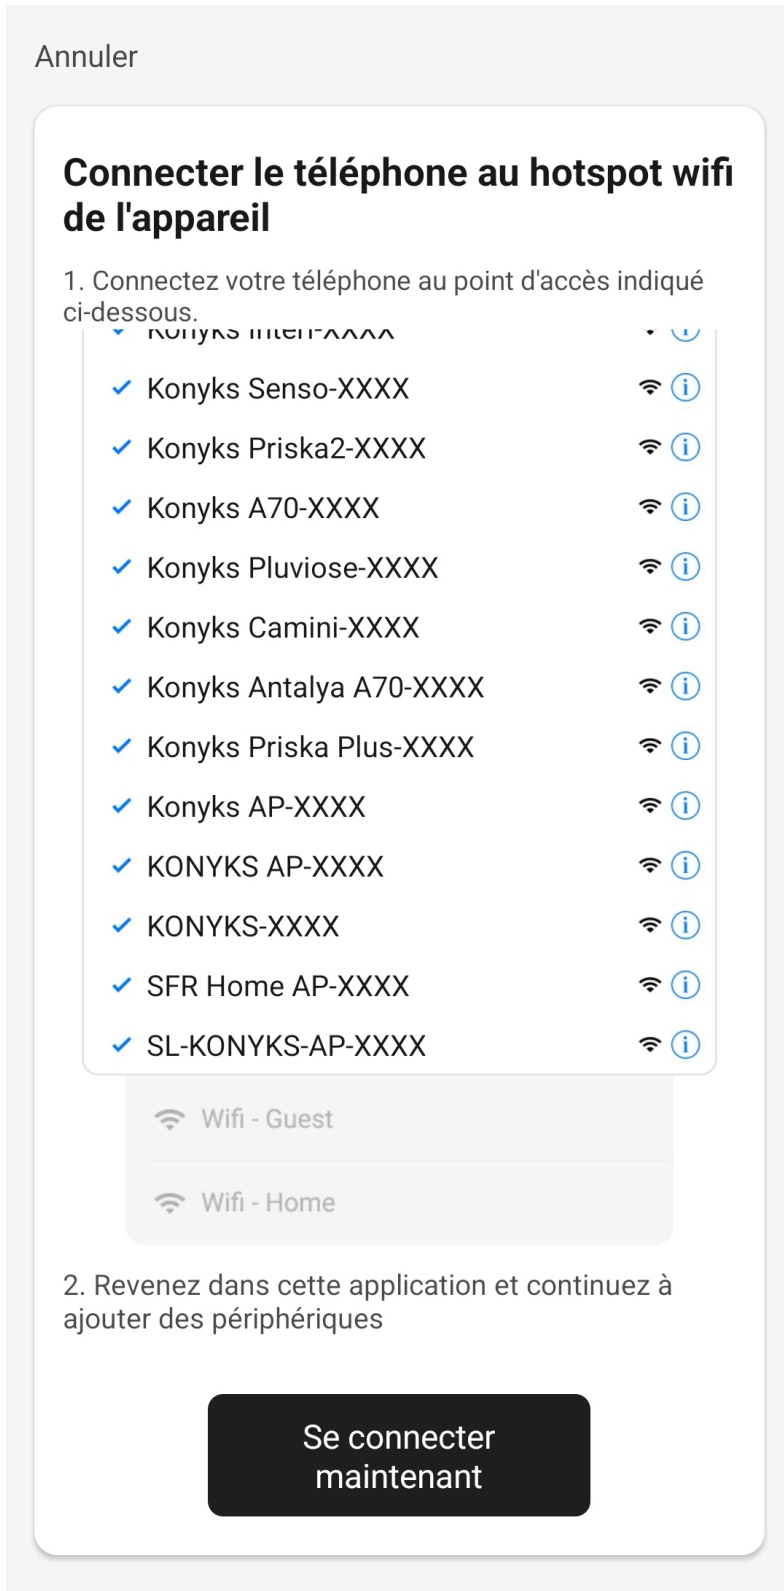 Annuler
Connecter le téléphone au hotspot wifi
de l'appareil
1. Connectez votre téléphone au point d'accès indiqué
ci-dessous.
Konyks Senso-XXXX
Konyks Priska2-XXXX
Konyks A70-XXXX
Konyks Pluviose-XXXX
Konyks Camini-XXXX
Konyks Antalya A70-XXXX
Konyks Priska Plus-XXXX
Konyks AP-XXXX
KONYKS AP-XXXX
KONYKS-XXXX
SFR Home AP-XXXX
SL-KONYKS-AP-XXXX
Wifi - Guest
Wifi - Home
2. Revenez dans cette application et continuez à
ajouter des périphériques
Se connecter
maintenant